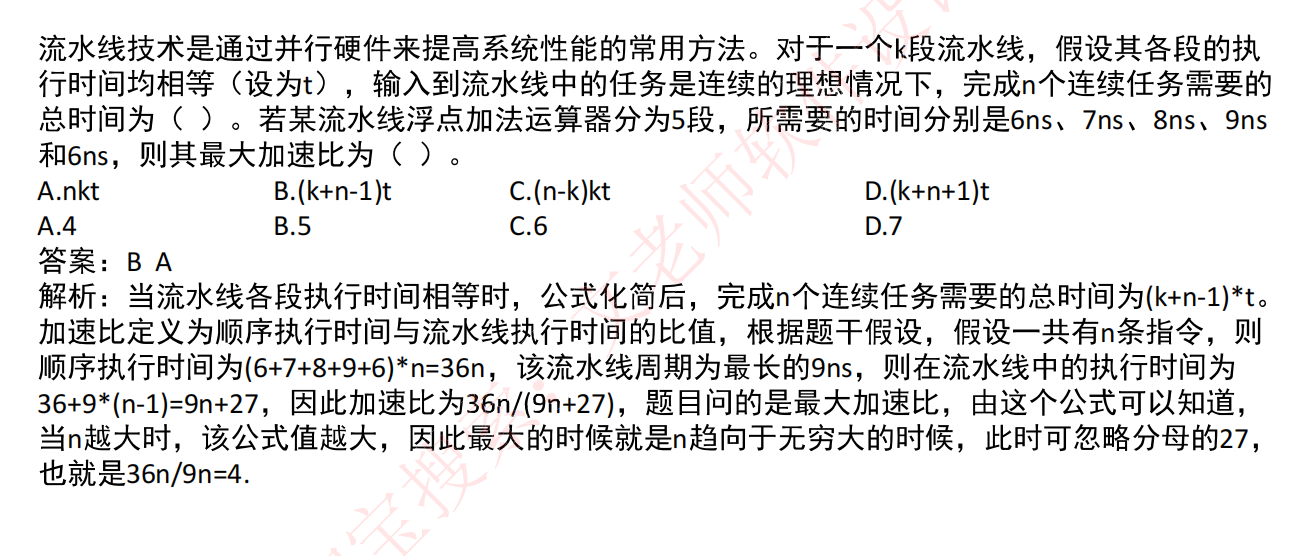 流水线技术是通过并行硬件来提高系统性能的常用方法。对于一个k段流水线，假设其各段的执
行时间均相等（设为t），输入到流水线中的任务是连续的理想情况下，完成n个连续任务需要的
总时间为（ ）。若某流水线浮点加法运算器分为5段，所需要的时间分别是6ns、7ns、8ns、9ns
和6ns，则其最大加速比为（ ）。
A.nkt B.(k+n-1)t C.(n-k)kt D.(k+n+1)t
A.4 B.5 C.6 D.7
答案：B A
解析：当流水线各段执行时间相等时，公式化简后，完成n个连续任务需要的总时间为(k+n-1)*t。
加速比定义为顺序执行时间与流水线执行时间的比值，根据题干假设，假设一共有n条指令，则
顺序执行时间为(6+7+8+9+6)*n=36n，该流水线周期为最长的9ns，则在流水线中的执行时间为
36+9*(n-1)=9n+27，因此加速比为36n/(9n+27)，题目问的是最大加速比，由这个公式可以知道，
当n越大时，该公式值越大，因此最大的时候就是n趋向于无穷大的时候，此时可忽略分母的27，
也就是36n/9n=4.
宝搜索：文老师软件设